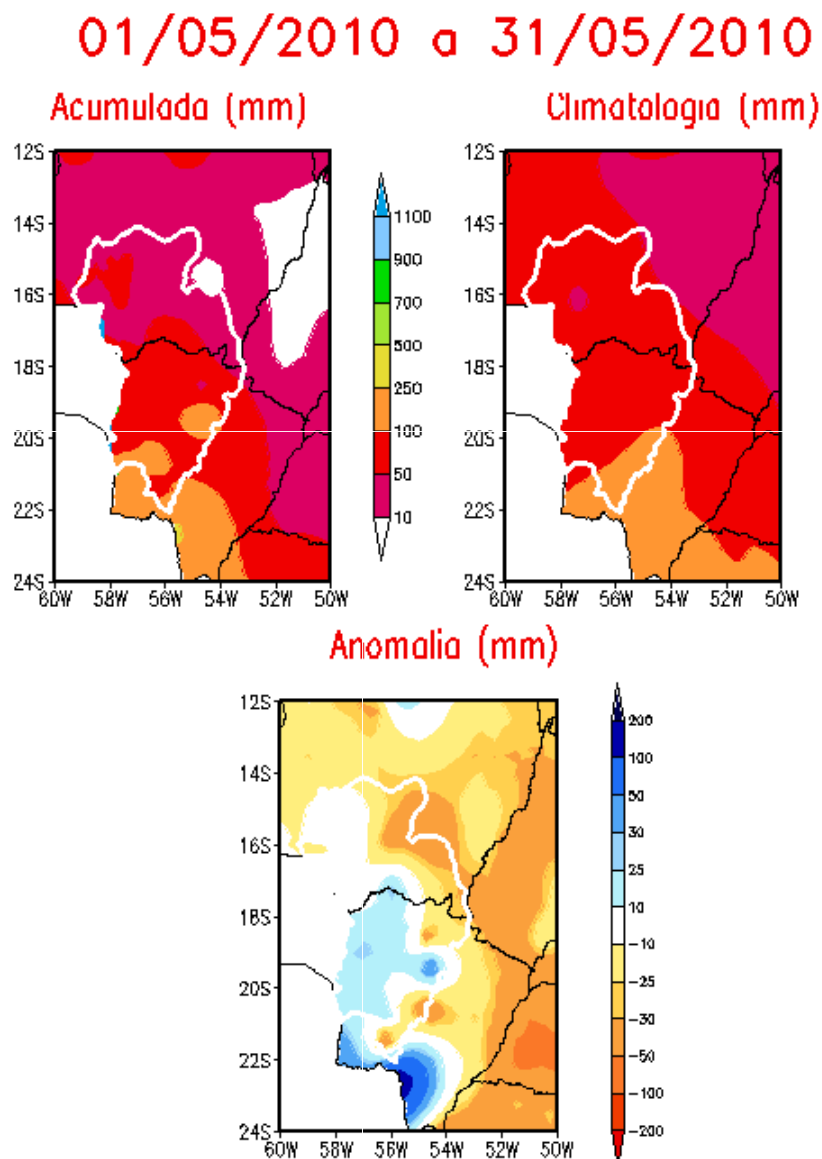 01/05/2010 a 31/05/2010
Acumulada (mm)
Climatologia (mm)
12S
14S
16S
18S
20S
22S
24S
60W 58W 56W 54W 52W 50W
1100
900
700
500
250
100
50
10
12S
14S
16S
18S
20S
22S
24S
60W 58W 56W 54W 52W 50W
Anomalia (mm)
12S
14S
16S
18S
20S
22S
24S
60W 58W 56W 54W 52W 50W
200
100
50
30
25
10
-10
-25
-30
-50
-100
-200